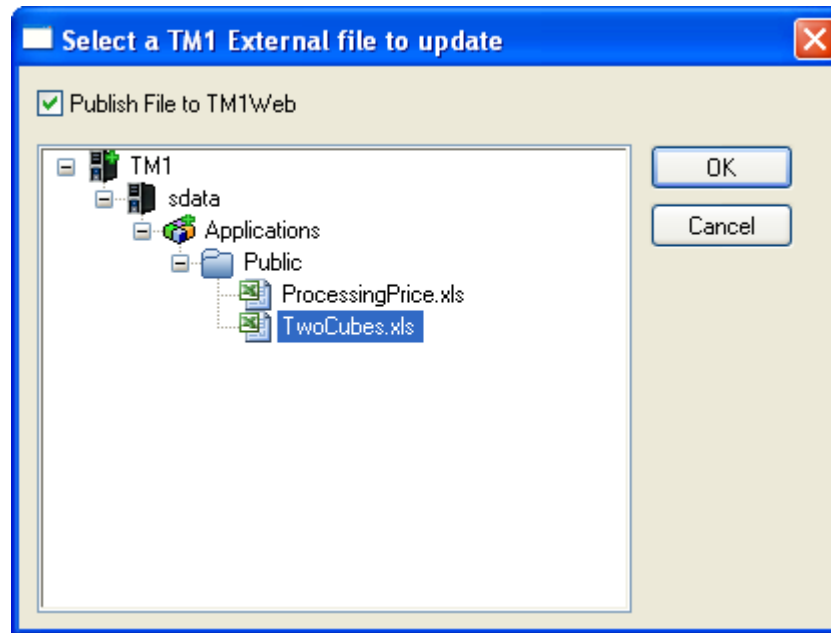 Select a TM1 External file to update
Publish File to TM1Web
TM1
sdata
Applications
Public
ProcessingPrice.xls
TwoCubes.xls
OK
Cancel